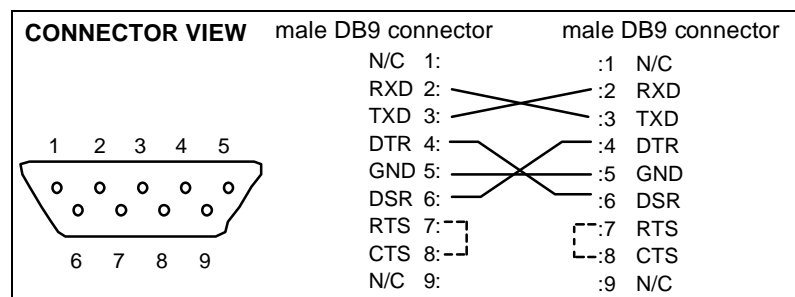 CONNECTOR VIEW male DB9 connector male DB9 connector
N/C 1: :1 N/C
RXD 2: :2 RXD
TXD 3: :3 TXD
DTR 4: :4 DTR
GND 5: :5 GND
DSR 6: :6 DSR
RTS 7: :7 RTS
CTS 8: :8 CTS
N/C 9: :9 N/C
1 2 3 4 5
6 7 8 9